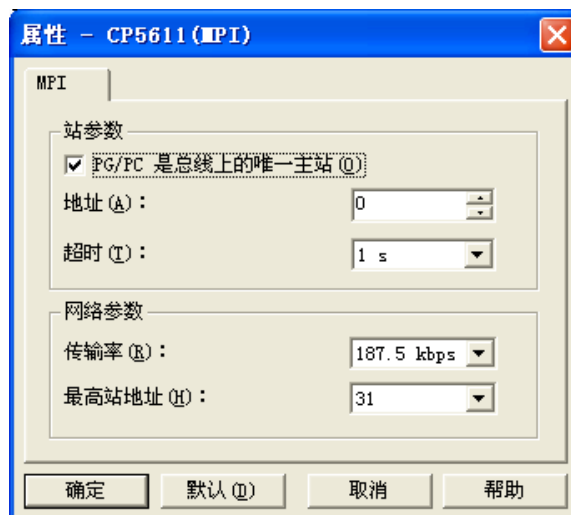 属性 - CP5611(MPI)
MPI
站参数
PG/PC 是总线上的唯一主站(O)
地址(A)： 0
超时(T)： 1 s
网络参数
传输率(R)： 187.5 kbps
最高站地址(H)： 31
确定 默认(D) 取消 帮助